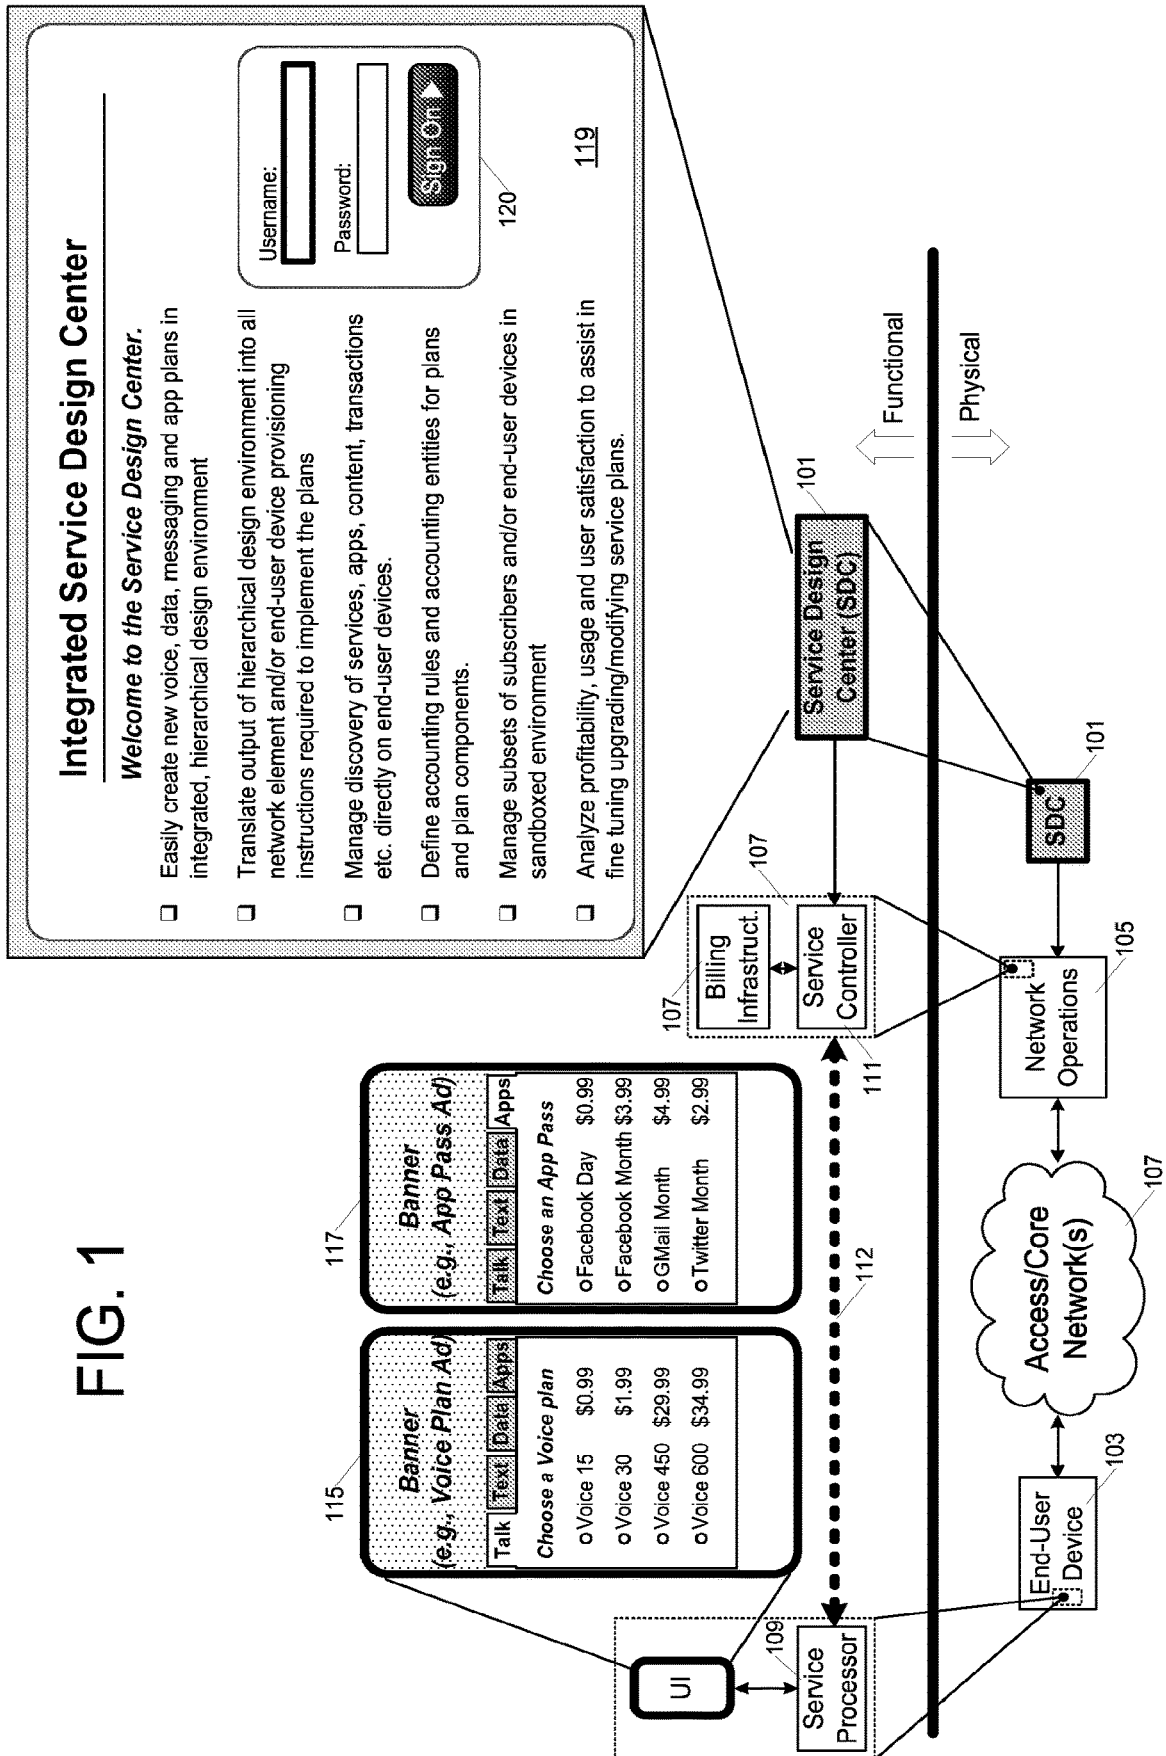 FIG. 1
Integrated Service Design Center
Welcome to the Service Design Center.
❑ Easily create new voice, data, messaging and app plans in
integrated, hierarchical design environment
❑ Translate output of hierarchical design environment into all
network element and/or end-user device provisioning
instructions required to implement the plans
❑ Manage discovery of services, apps, content, transactions
etc. directly on end-user devices.
❑ Define accounting rules and accounting entities for plans
and plan components.
❑ Manage subsets of subscribers and/or end-user devices in
sandboxed environment
❑ Analyze profitability, usage and user satisfaction to assist in
fine tuning upgrading/modifying service plans.
Username:
Password:
Sign On ▶
120
119
115
Banner
(e.g., Voice Plan Ad)
Talk Text Data Apps
Choose a Voice plan
o Voice 15 $0.99
o Voice 30 $1.99
o Voice 450 $29.99
o Voice 600 $34.99
117
Banner
(e.g., App Pass Ad)
Talk Text Data Apps
Choose an App Pass
o Facebook Day $0.99
o Facebook Month $3.99
o GMail Month $4.99
o Twitter Month $2.99
UI
109
Service
Processor
112
107
Billing
Infrastruct.
107
Service
Controller
111
Service Design
Center (SDC)
101
Functional
Physical
End-User
Device
103
Access/Core
Network(s)
107
Network
Operations
105
SDC
101